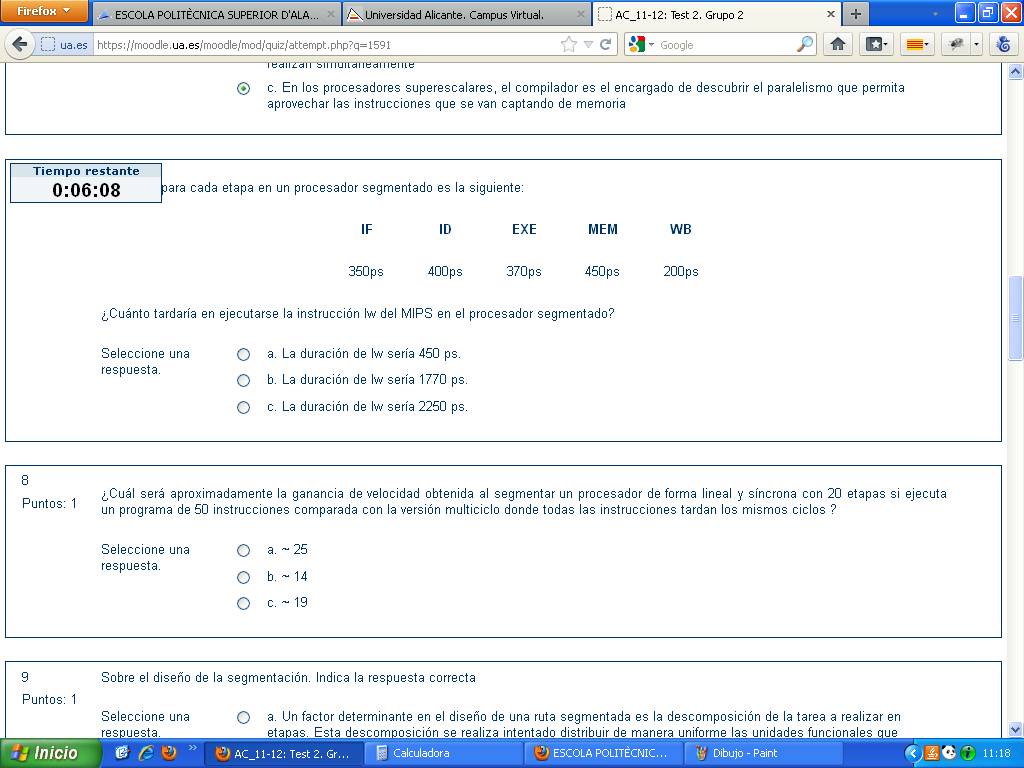 Firefox
ESCOLA POLITÈCNICA SUPERIOR D'ALA...
Universidad Alicante. Campus Virtual.
AC_11-12: Test 2. Grupo 2
ua.es
https://moodle.ua.es/moodle/mod/quiz/attempt.php?q=1591
Google
realizan simultáneamente
c. En los procesadores superescalares, el compilador es el encargado de descubrir el paralelismo que permita
aprovechar las instrucciones que se van captando de memoria
Tiempo restante
0:06:08
para cada etapa en un procesador segmentado es la siguiente:
IF ID EXE MEM WB
350ps 400ps 370ps 450ps 200ps
¿Cuánto tardaría en ejecutarse la instrucción lw del MIPS en el procesador segmentado?
Seleccione una
respuesta.
a. La duración de lw sería 450 ps.
b. La duración de lw sería 1770 ps.
c. La duración de lw sería 2250 ps.
8
Puntos: 1
¿Cuál será aproximadamente la ganancia de velocidad obtenida al segmentar un procesador de forma lineal y síncrona con 20 etapas si ejecuta
un programa de 50 instrucciones comparada con la versión multiciclo donde todas las instrucciones tardan los mismos ciclos ?
Seleccione una
respuesta.
a. ~ 25
b. ~ 14
c. ~ 19
9
Puntos: 1
Sobre el diseño de la segmentación. Indica la respuesta correcta
Seleccione una
respuesta.
a. Un factor determinante en el diseño de una ruta segmentada es la descomposición de la tarea a realizar en
etapas. Esta descomposición se realiza intentado distribuir de manera uniforme las unidades funcionales que
Inicio
AC_11-12: Test 2. Gr...
Calculadora
ESCOLA POLITÈCNIC...
Dibujo - Paint
11:18